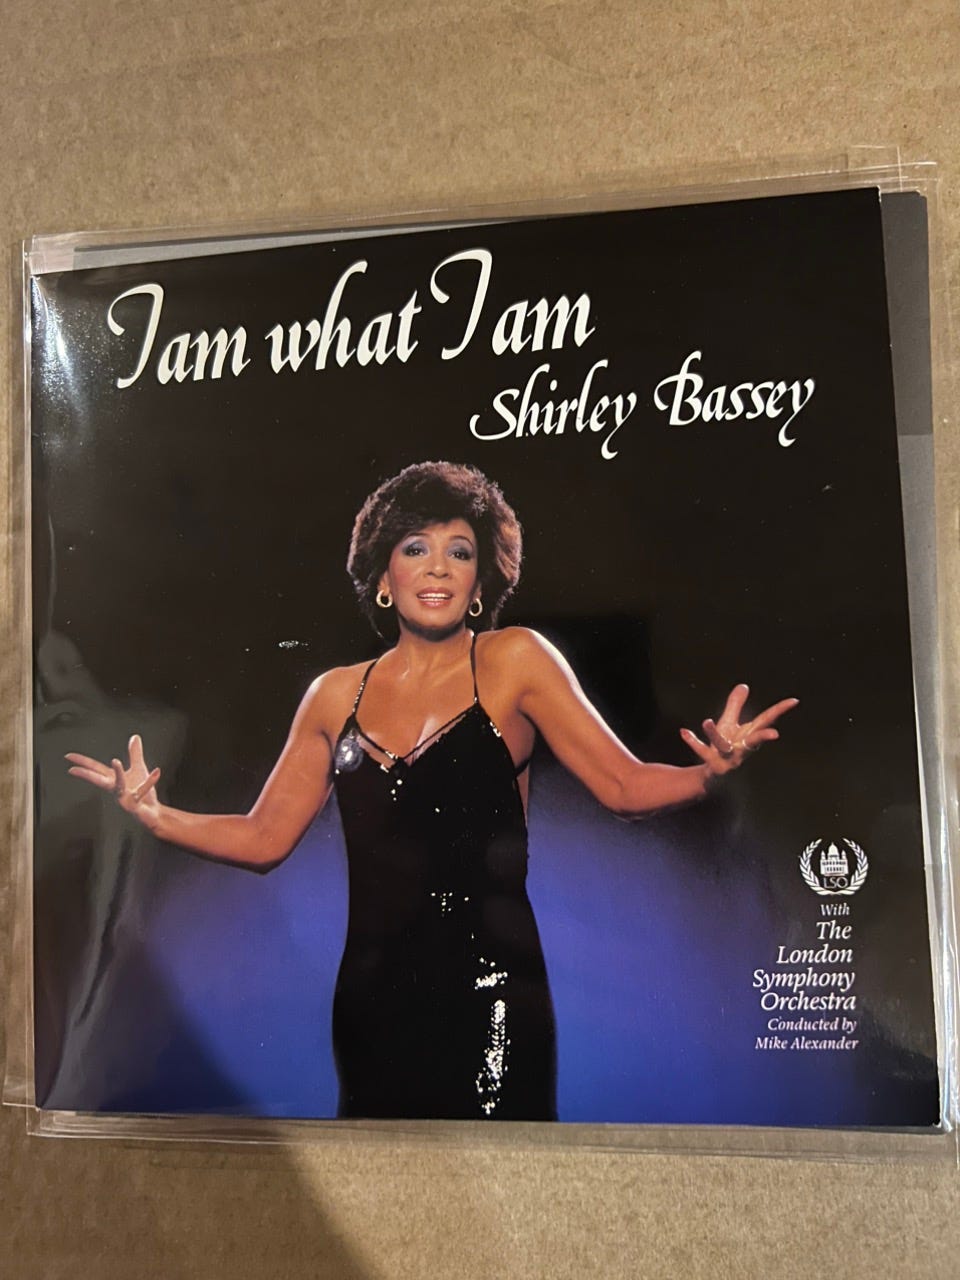 I am what I am
Shirley Bassey
LSO
With
The
London
Symphony
Orchestra
Conducted by
Mike Alexander